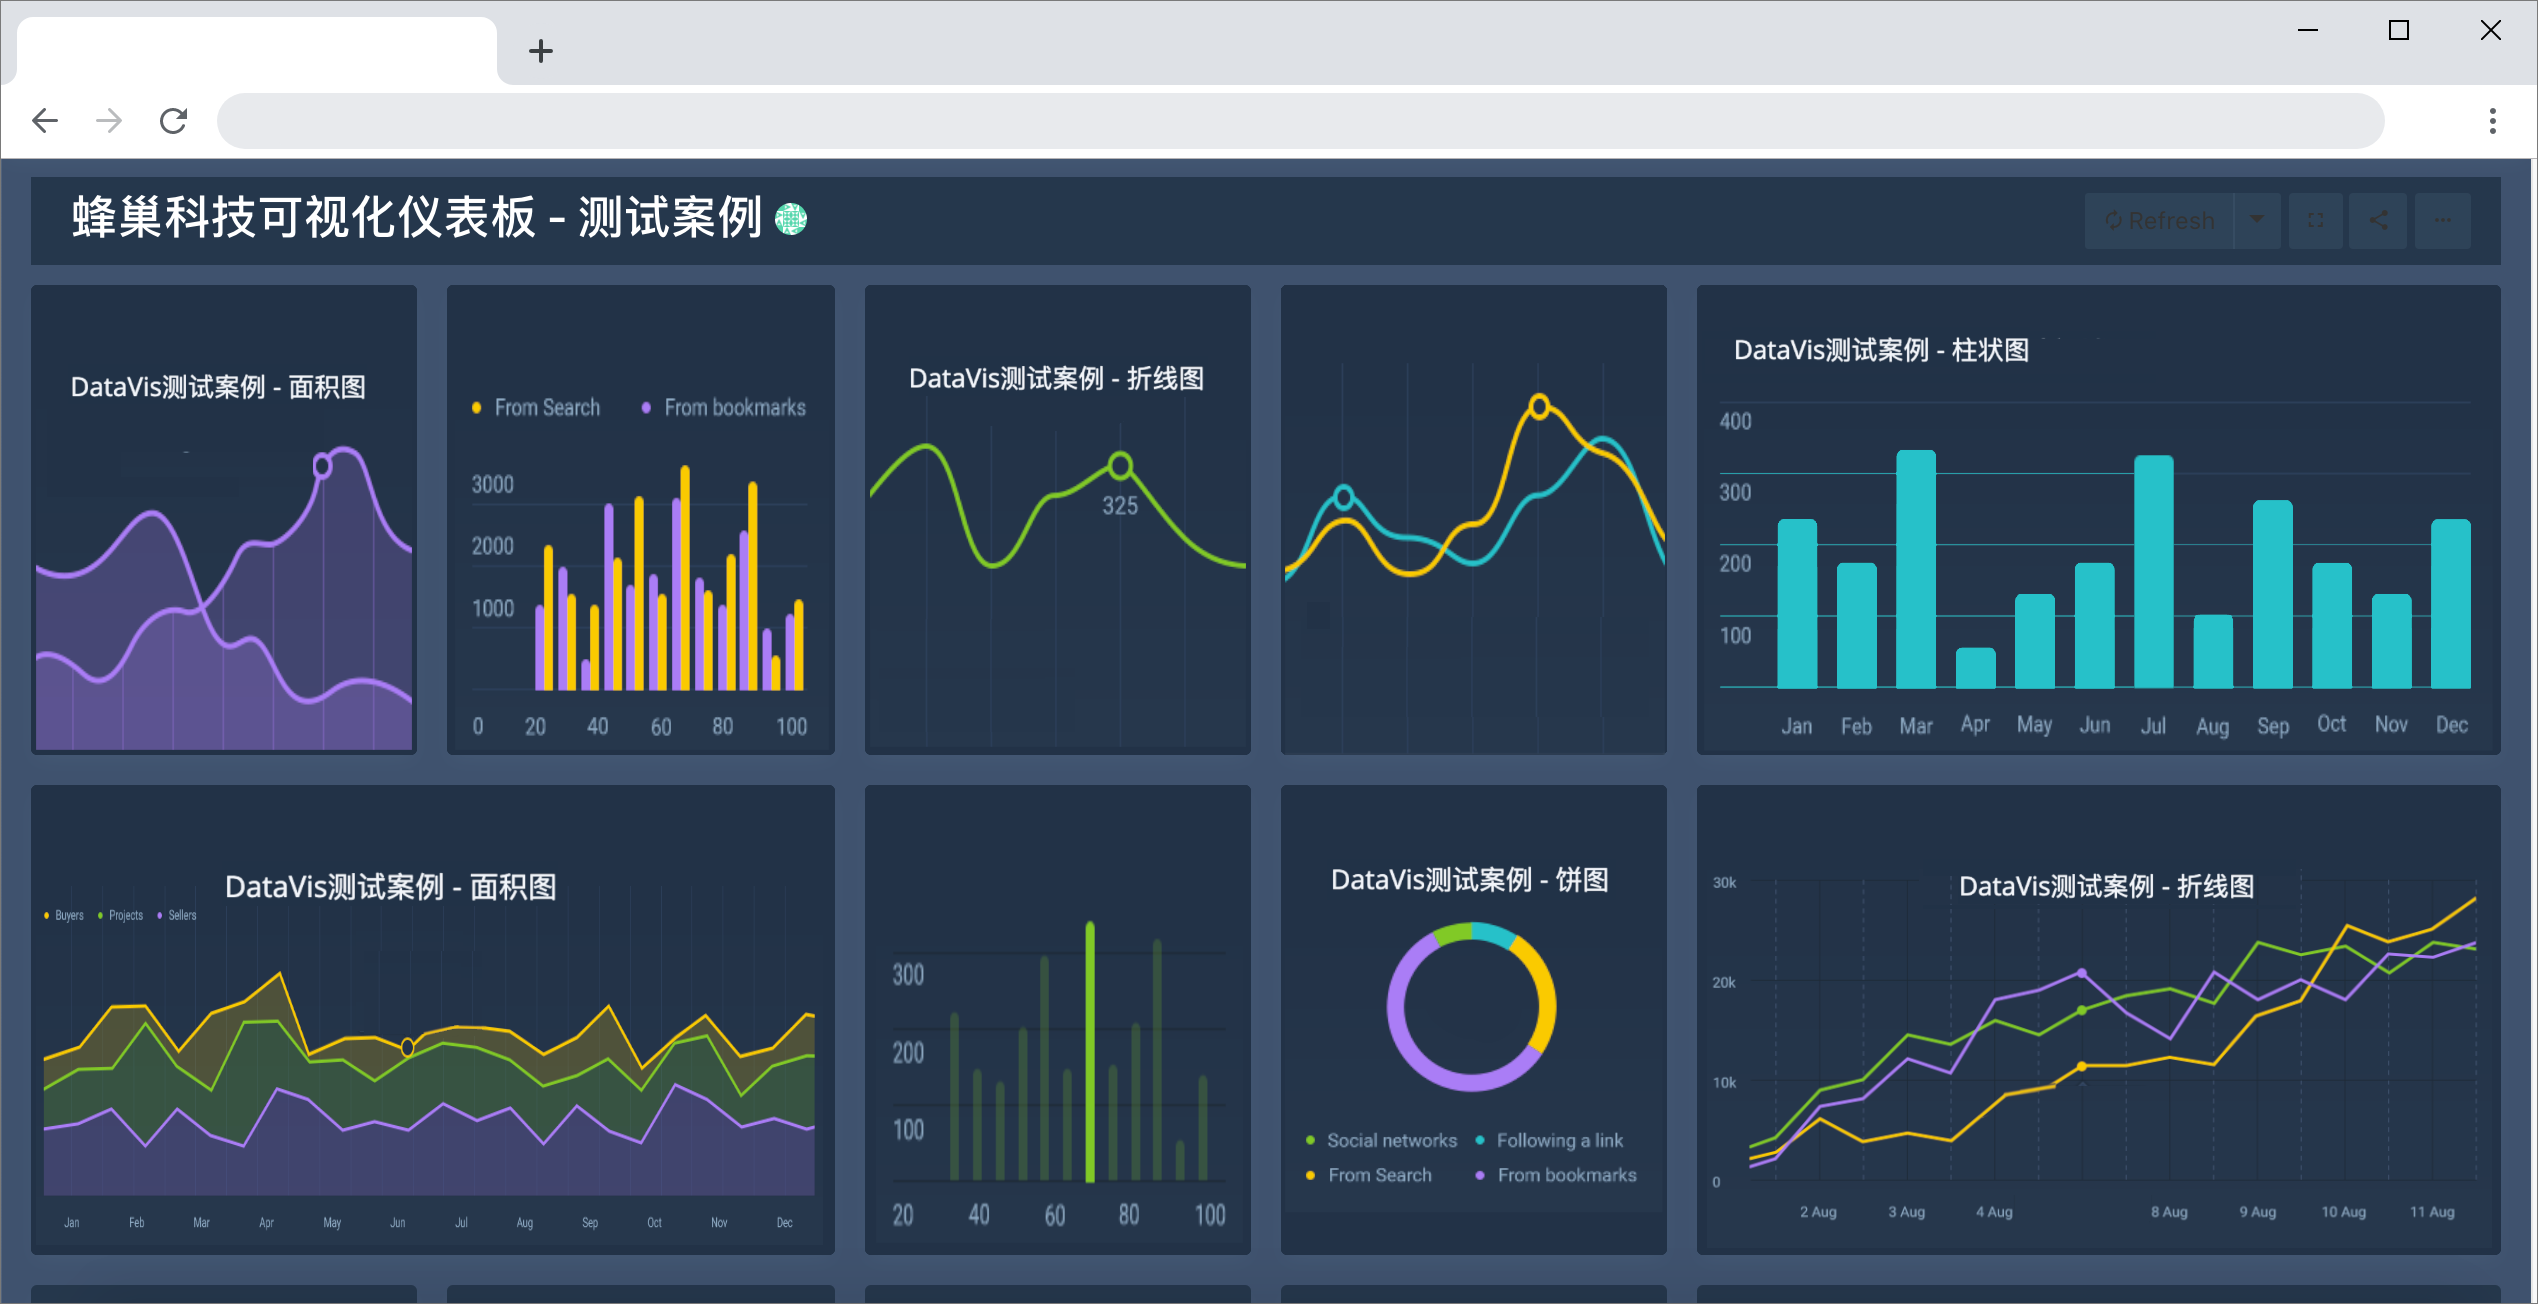 蜂巢科技可视化仪表板 - 测试案例
Refresh
DataVis测试案例 - 面积图
From Search From bookmarks
3000
2000
1000
0 20 40 60 80 100
DataVis测试案例 - 折线图
325
DataVis测试案例 - 柱状图
400
300
200
100
Jan Feb Mar Apr May Jun Jul Aug Sep Oct Nov Dec
DataVis测试案例 - 面积图
Buyers Projects Sellers
Jan Feb Mar Apr May Jun Jul Aug Sep Oct Nov Dec
300
200
100
20 40 60 80 100
DataVis测试案例 - 饼图
Social networks Following a link
From Search From bookmarks
DataVis测试案例 - 折线图
30k
20k
10k
0
2 Aug 3 Aug 4 Aug 8 Aug 9 Aug 10 Aug 11 Aug